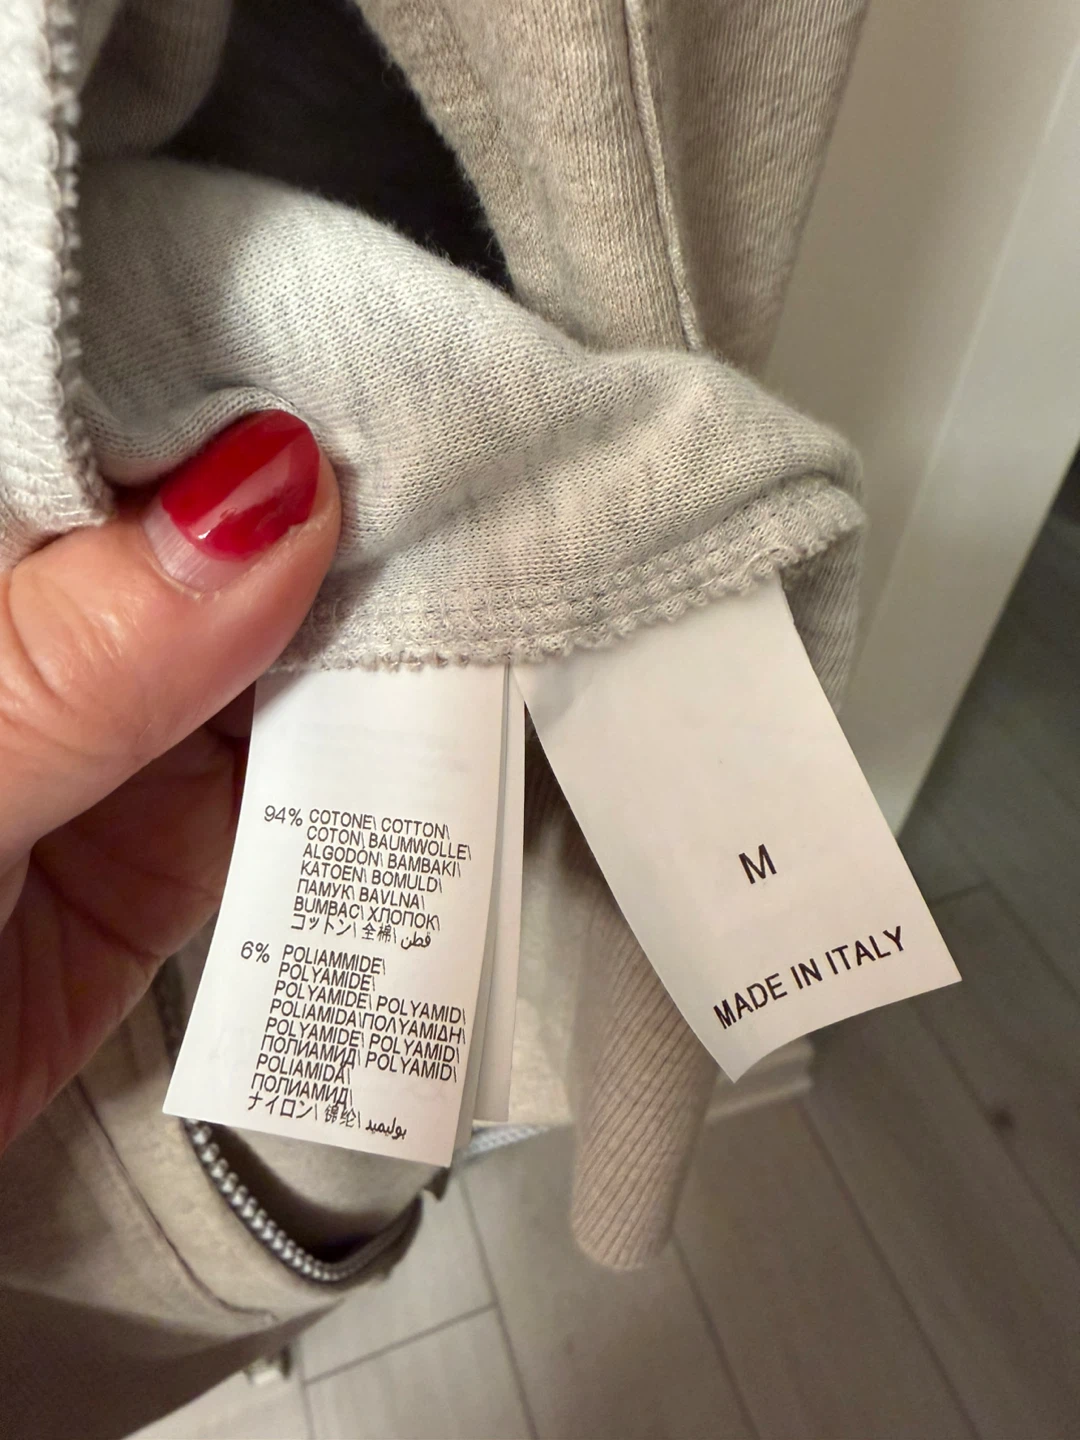 94% COTONE\ COTTON\
COTON\ BAUMWOLLE\
ALGODÓN\ BAMBAKI\
KATOEN\ BOMULD\
ПАМУК\ BAVLNA\
BUMBAC\ ХЛОПОК\
コットン\ 全棉\ قطن
6% POLIAMMIDE\
POLYAMIDE\
POLYAMIDE\ POLYAMID\
POLIAMIDA\ΠΟΛΥΑΜΙΔΗ\
POLYAMIDE\ POLYAMID\
ПОЛИАМИД\ POLYAMID\
POLIAMIDA\
ПОЛИАМИД\
ナイロン\ 锦纶\ بوليميد
M
MADE IN ITALY